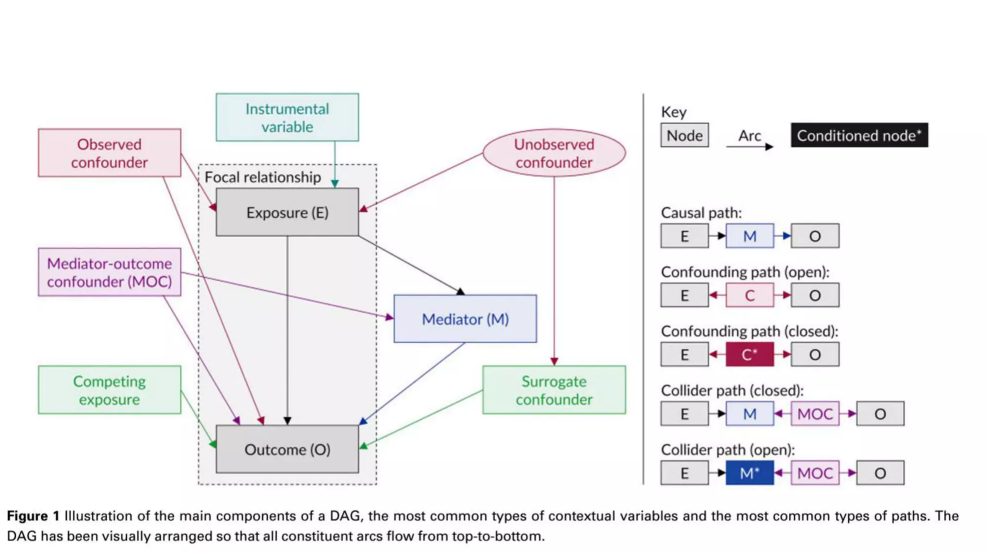 Instrumental
variable
Observed
confounder
Unobserved
confounder
Focal relationship
Exposure (E)
Mediator-outcome
confounder (MOC)
Mediator (M)
Competing
exposure
Surrogate
confounder
Outcome (O)
Key
Node Arc Conditioned node*
Causal path:
E M O
Confounding path (open):
E C O
Confounding path (closed):
E C* O
Collider path (closed):
E M MOC O
Collider path (open):
E M* MOC O
Figure 1 Illustration of the main components of a DAG, the most common types of contextual variables and the most common types of paths. The
DAG has been visually arranged so that all constituent arcs flow from top-to-bottom.